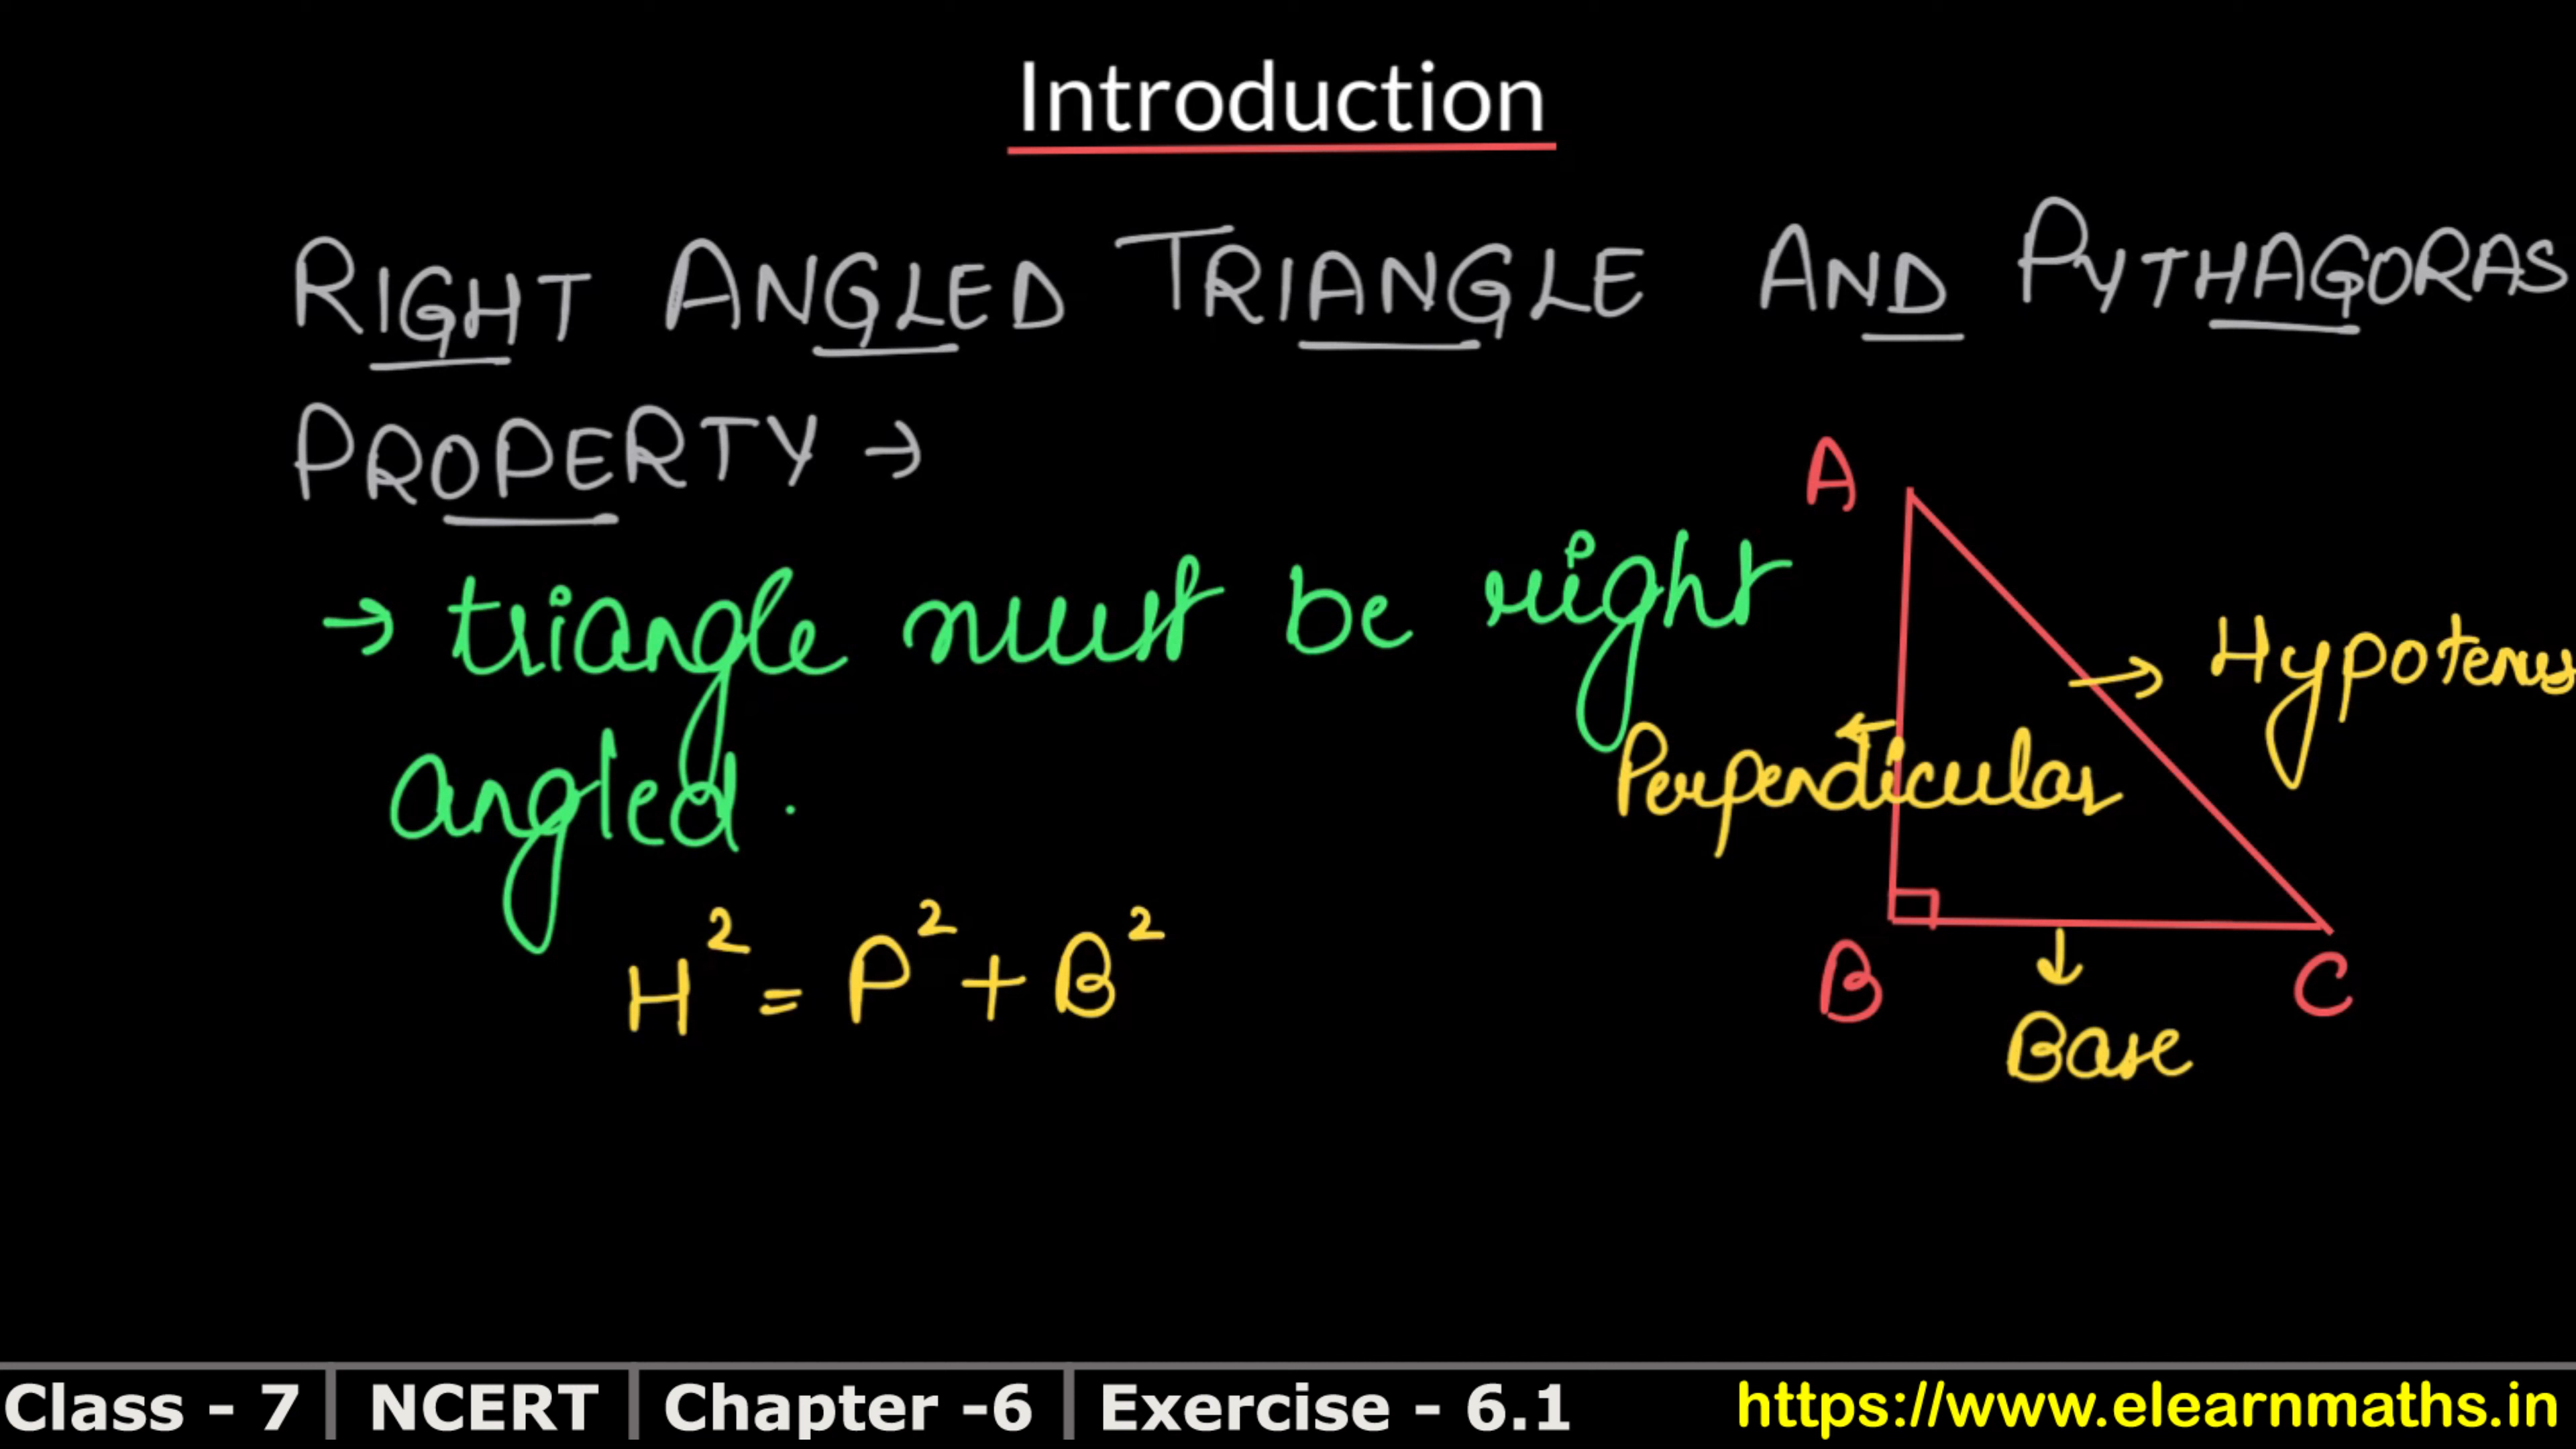 Introduction
RIGHT ANGLED TRIANGLE AND PYTHAGORAS
PROPERTY →
→ triangle must be right
angled.
H² = P² + B²
A
→ Hypotenus
Perpendicular
B
C
Base
Class - 7 | NCERT | Chapter -6 | Exercise - 6.1
https://www.elearnmaths.in